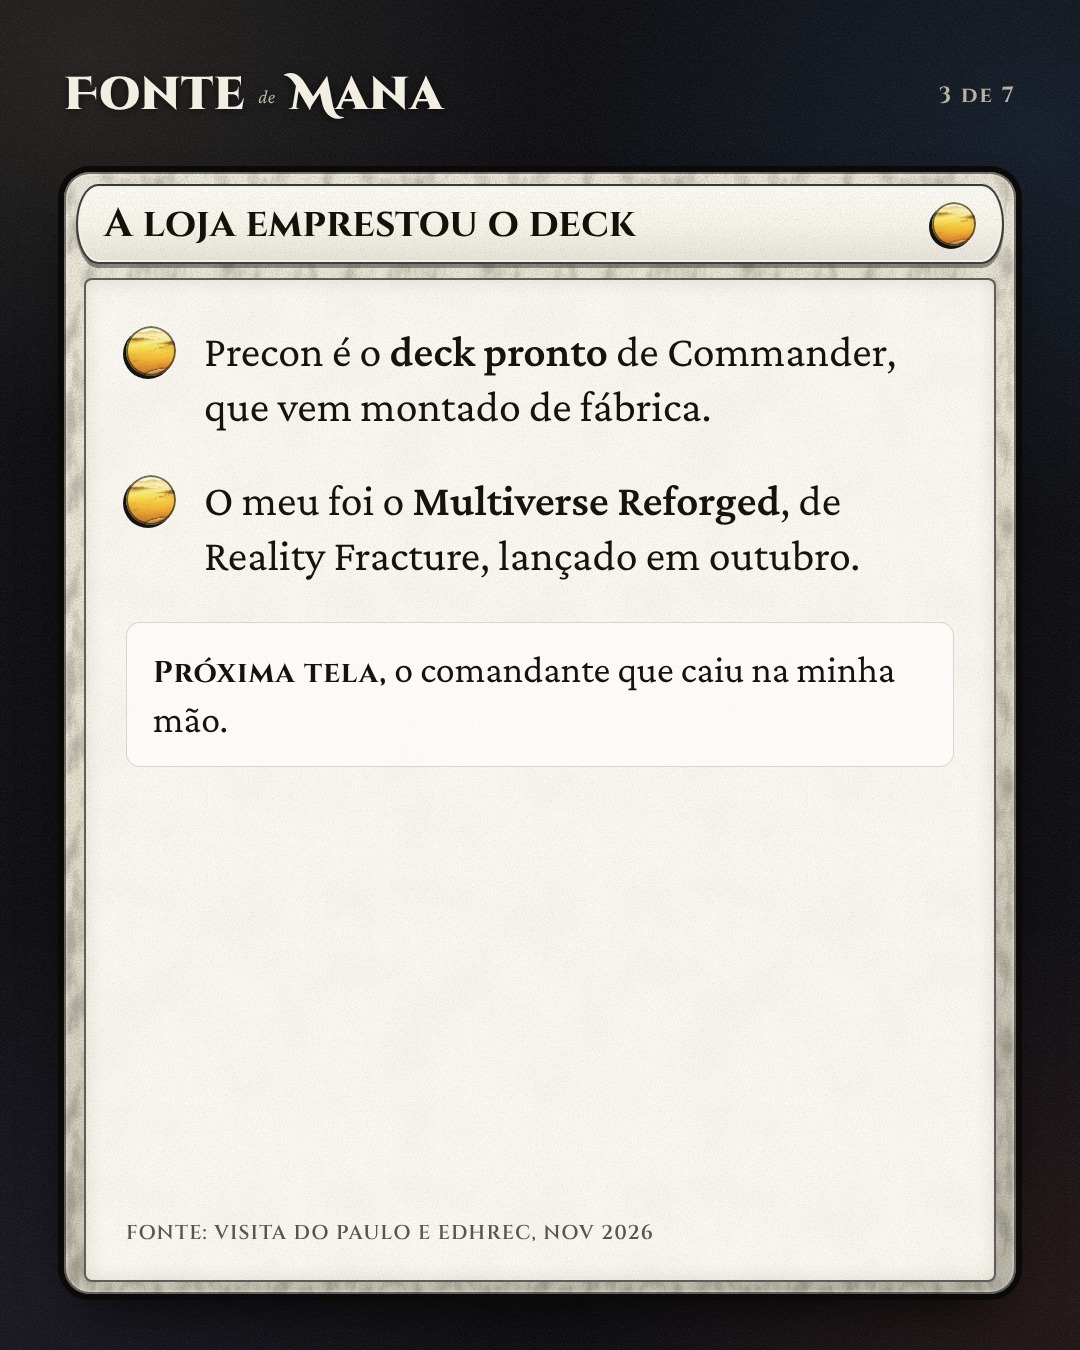 Fonte de Mana
3 de 7
A loja emprestou o deck
Precon é o deck pronto de Commander,
que vem montado de fábrica.
O meu foi o Multiverse Reforged, de
Reality Fracture, lançado em outubro.
Próxima tela, o comandante que caiu na minha
mão.
Fonte: visita do Paulo e EDHREC, nov 2026